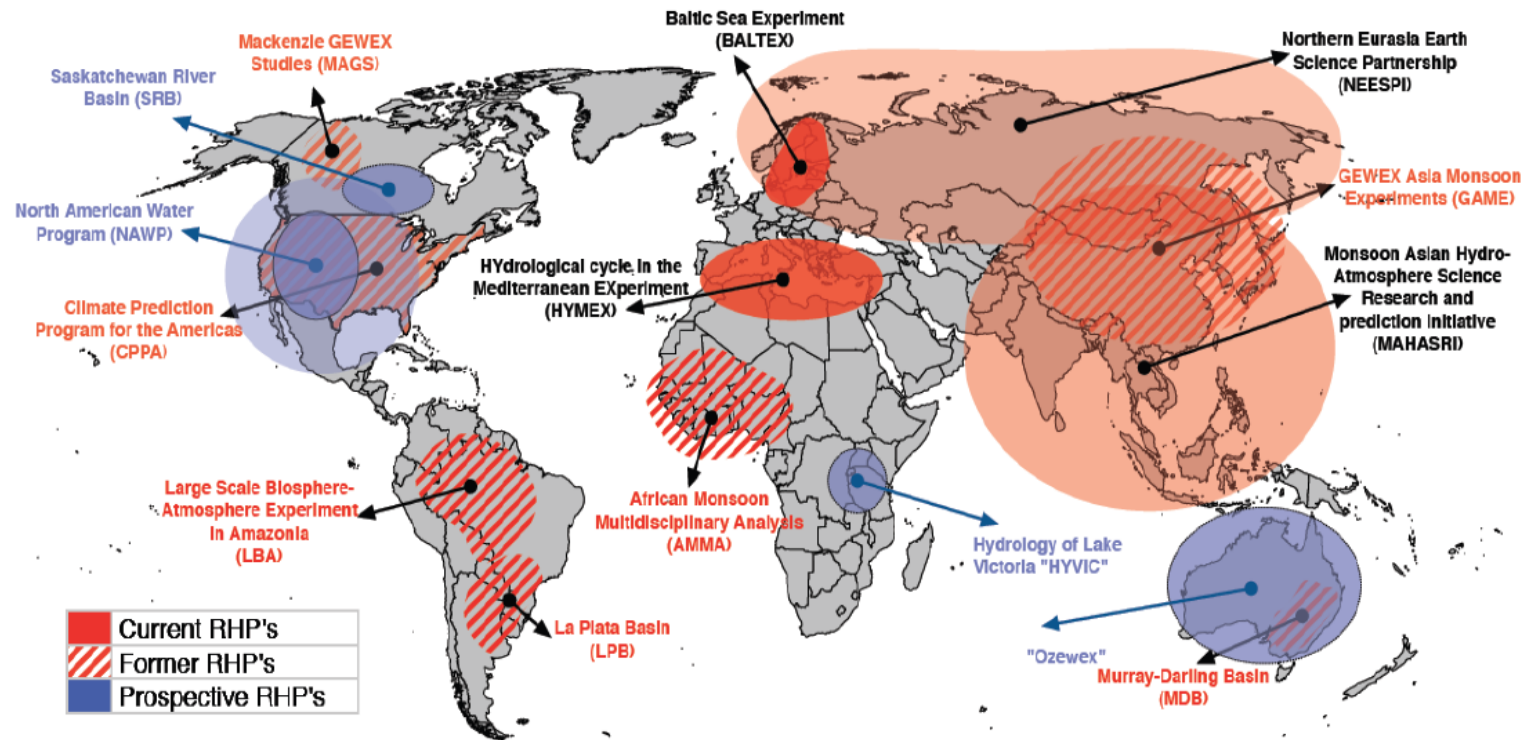 Baltic Sea Experiment
(BALTEX)
Mackenzie GEWEX
Studies (MAGS)
Northern Eurasia Earth
Science Partnership
(NEESPI)
Saskatchewan River
Basin (SRB)
GEWEX Asia Monsoon
Experiments (GAME)
North American Water
Program (NAWP)
Monsoon Asian Hydro-
Atmosphere Science
Research and
prediction initiative
(MAHASRI)
HYdrological cycle in the
Mediterranean EXperiment
(HYMEX)
Climate Prediction
Program for the Americas
(CPPA)
Large Scale Biosphere-
Atmosphere Experiment
in Amazonia
(LBA)
African Monsoon
Multidisciplinary Analysis
(AMMA)
Hydrology of Lake
Victoria "HYVIC"
La Plata Basin
(LPB)
"Ozewex"
Murray-Darling Basin
(MDB)
Current RHP's
Former RHP's
Prospective RHP's